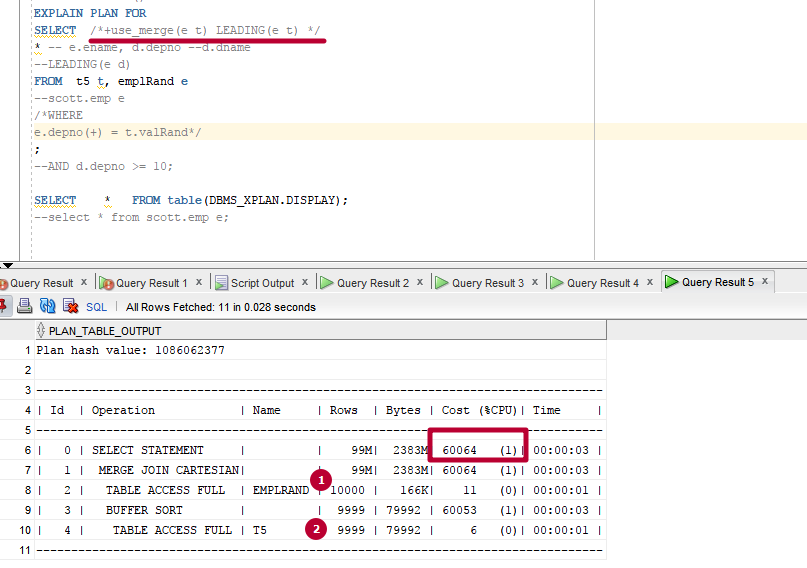 EXPLAIN PLAN FOR
SELECT /*+use_merge(e t) LEADING(e t) */
* -- e.ename, d.depno --d.dname
--LEADING(e d)
FROM t5 t, emplRand e
--scott.emp e
/*WHERE
e.depno(+) = t.valRand*/
;
--AND d.depno >= 10;
SELECT * FROM table(DBMS_XPLAN.DISPLAY);
--select * from scott.emp e;
Query Result x Query Result 1 x Script Output x Query Result 2 x Query Result 3 x Query Result 4 x Query Result 5 x
SQL | All Rows Fetched: 11 in 0.028 seconds
PLAN_TABLE_OUTPUT
1 Plan hash value: 1086062377
2
3 --------------------------------------------------------------------------------
4 | Id | Operation | Name | Rows | Bytes | Cost (%CPU)| Time |
5 --------------------------------------------------------------------------------
6 | 0 | SELECT STATEMENT | | 99M| 2383M| 60064 (1)| 00:00:03 |
7 | 1 | MERGE JOIN CARTESIAN| | 99M| 2383M| 60064 (1)| 00:00:03 |
8 | 2 | TABLE ACCESS FULL | EMPLRAND | 10000 | 166K| 11 (0)| 00:00:01 |
1
9 | 3 | BUFFER SORT | | 9999 | 79992 | 60053 (1)| 00:00:03 |
10 | 4 | TABLE ACCESS FULL | T5 | 9999 | 79992 | 6 (0)| 00:00:01 |
2
11 --------------------------------------------------------------------------------